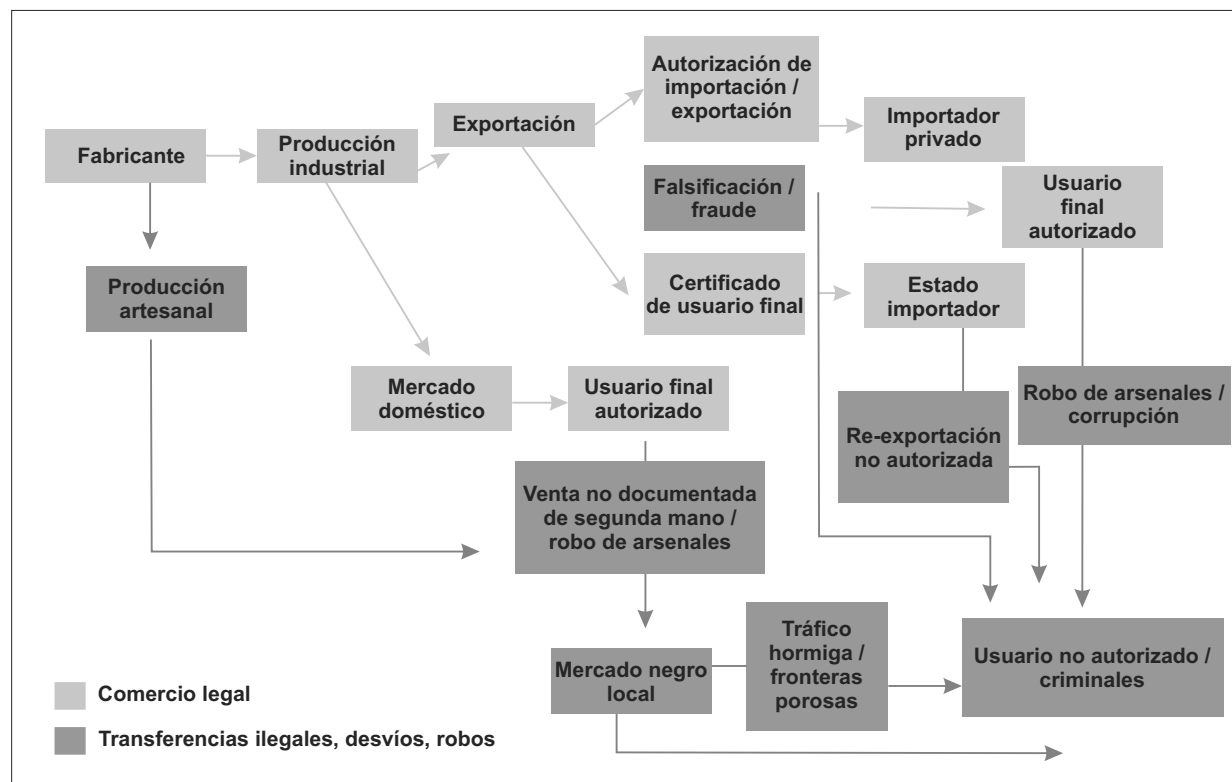 Autorización de
importación /
exportación
Importador
privado
Exportación
Fabricante
Producción
industrial
Falsificación /
fraude
Usuario
final
autorizado
Producción
artesanal
Certificado
de usuario final
Estado
importador
Mercado
doméstico
Usuario final
autorizado
Robo de arsenales /
corrupción
Re-exportación
no autorizada
Venta no documentada
de segunda mano /
robo de arsenales
Mercado negro
local
Tráfico
hormiga /
fronteras
porosas
Usuario no autorizado /
criminales
Comercio legal
Transferencias ilegales, desvíos, robos